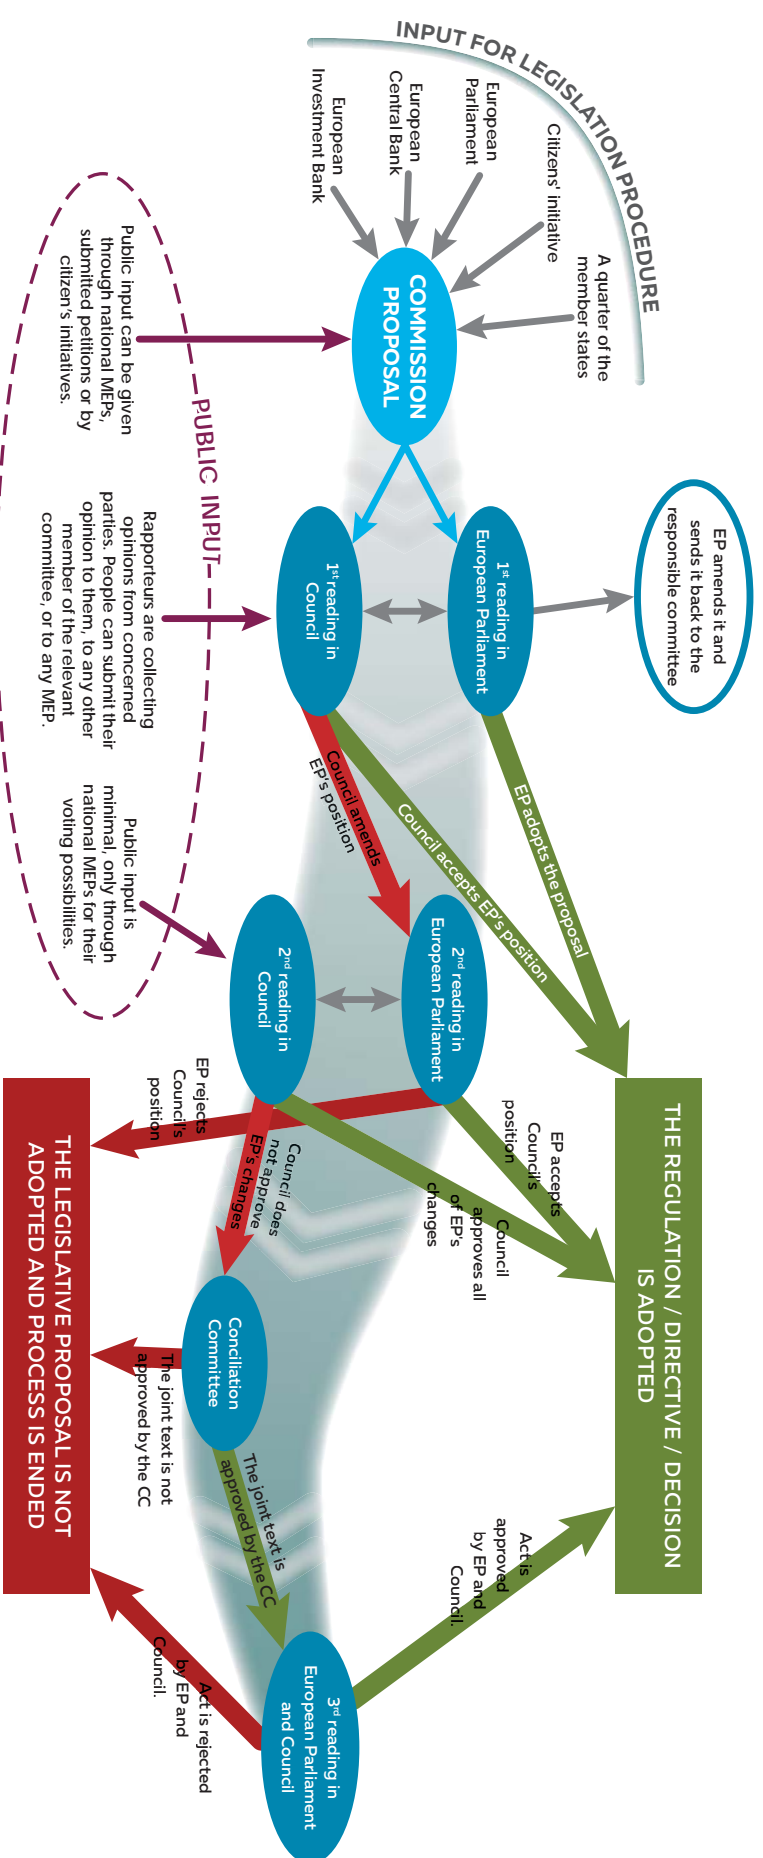 INPUT FOR LEGISLATION PROCEDURE
European
Investment Bank
European
Central Bank
European
Parliament
Citizens' initiative
A quarter of the
member states
COMMISSION
PROPOSAL
EP amends it and
sends it back to the
responsible committee
1st reading in
European Parliament
1st reading in
Council
EP adopts the proposal
Council accepts EP's position
Council amends
EP's position
2nd reading in
European Parliament
2nd reading in
Council
THE REGULATION / DIRECTIVE / DECISION
IS ADOPTED
EP accepts
Council's
position
Council
approves all
of EP's
changes
EP rejects
Council's
position
Council does
not approve
EP's changes
Conciliation
Committee
The joint text is not
approved by the CC
The joint text is
approved by the CC
3rd reading in
European Parliament
and Council
Act is
approved
by EP and
Council.
Act is rejected
by EP and
Council.
THE LEGISLATIVE PROPOSAL IS NOT
ADOPTED AND PROCESS IS ENDED
PUBLIC INPUT
Public input can be given
through national MEPs,
submitted petitions or by
citizen's initiatives.
Rapporteurs are collecting
opinions from concerned
parties. People can submit their
opinion to them, to any other
member of the relevant
committee, or to any MEP.
Public input is
minimal, only through
national MEPs for their
voting possibilities.